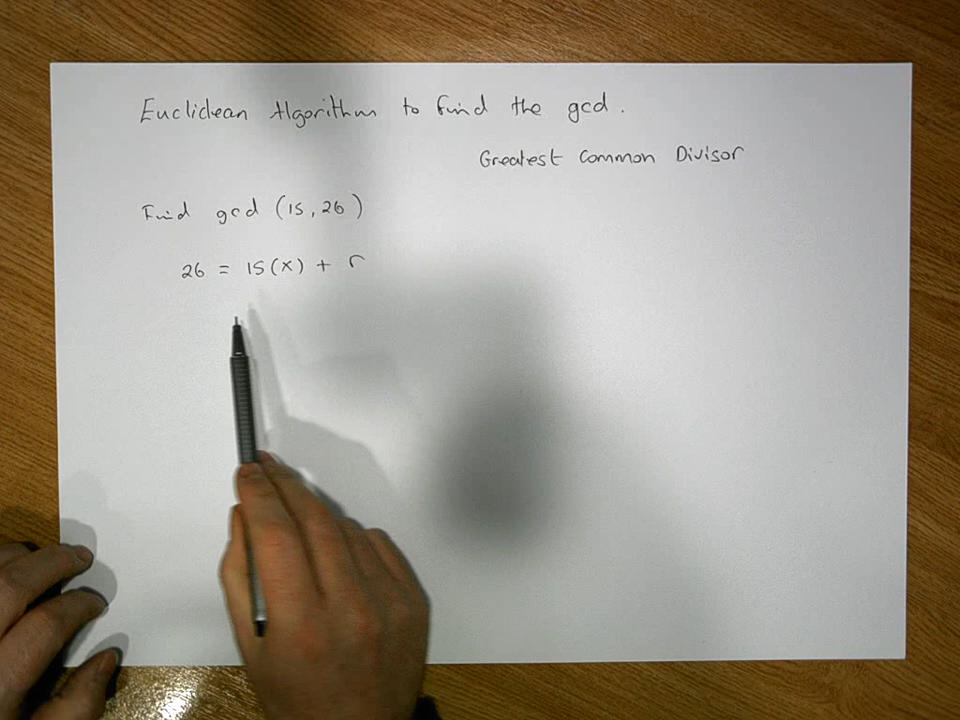 Euclidean Algorithm to find the gcd.
Greatest Common Divisor
Find gcd (15, 26)
26 = 15(x) + r